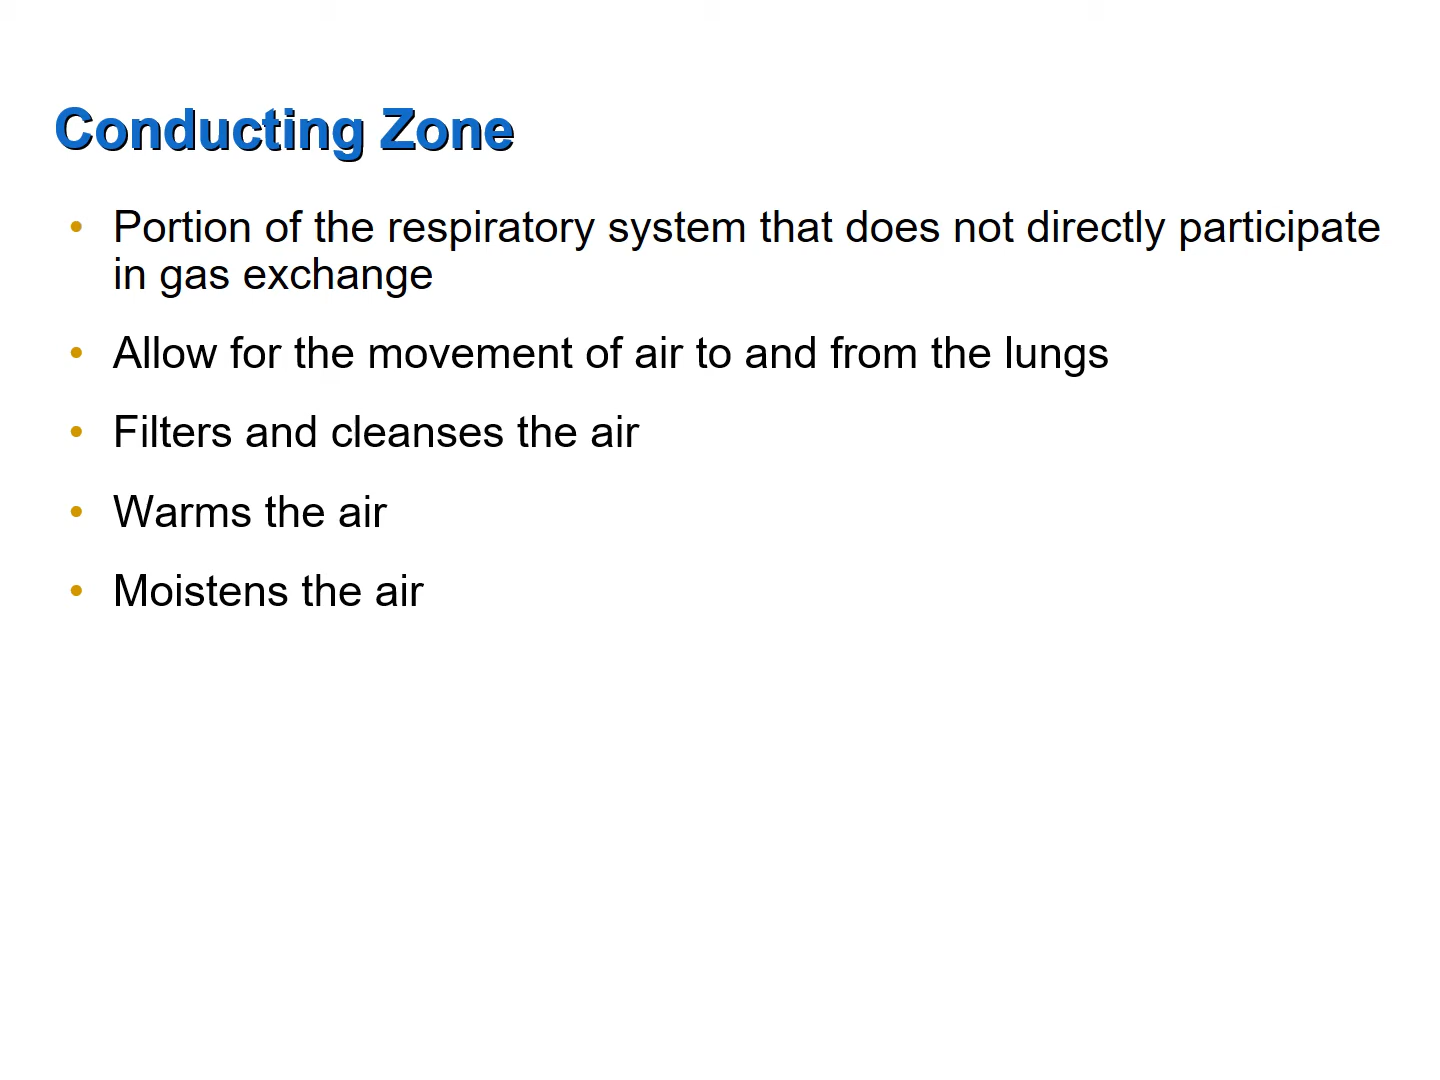 Conducting Zone
• Portion of the respiratory system that does not directly participate
in gas exchange
• Allow for the movement of air to and from the lungs
• Filters and cleanses the air
• Warms the air
• Moistens the air